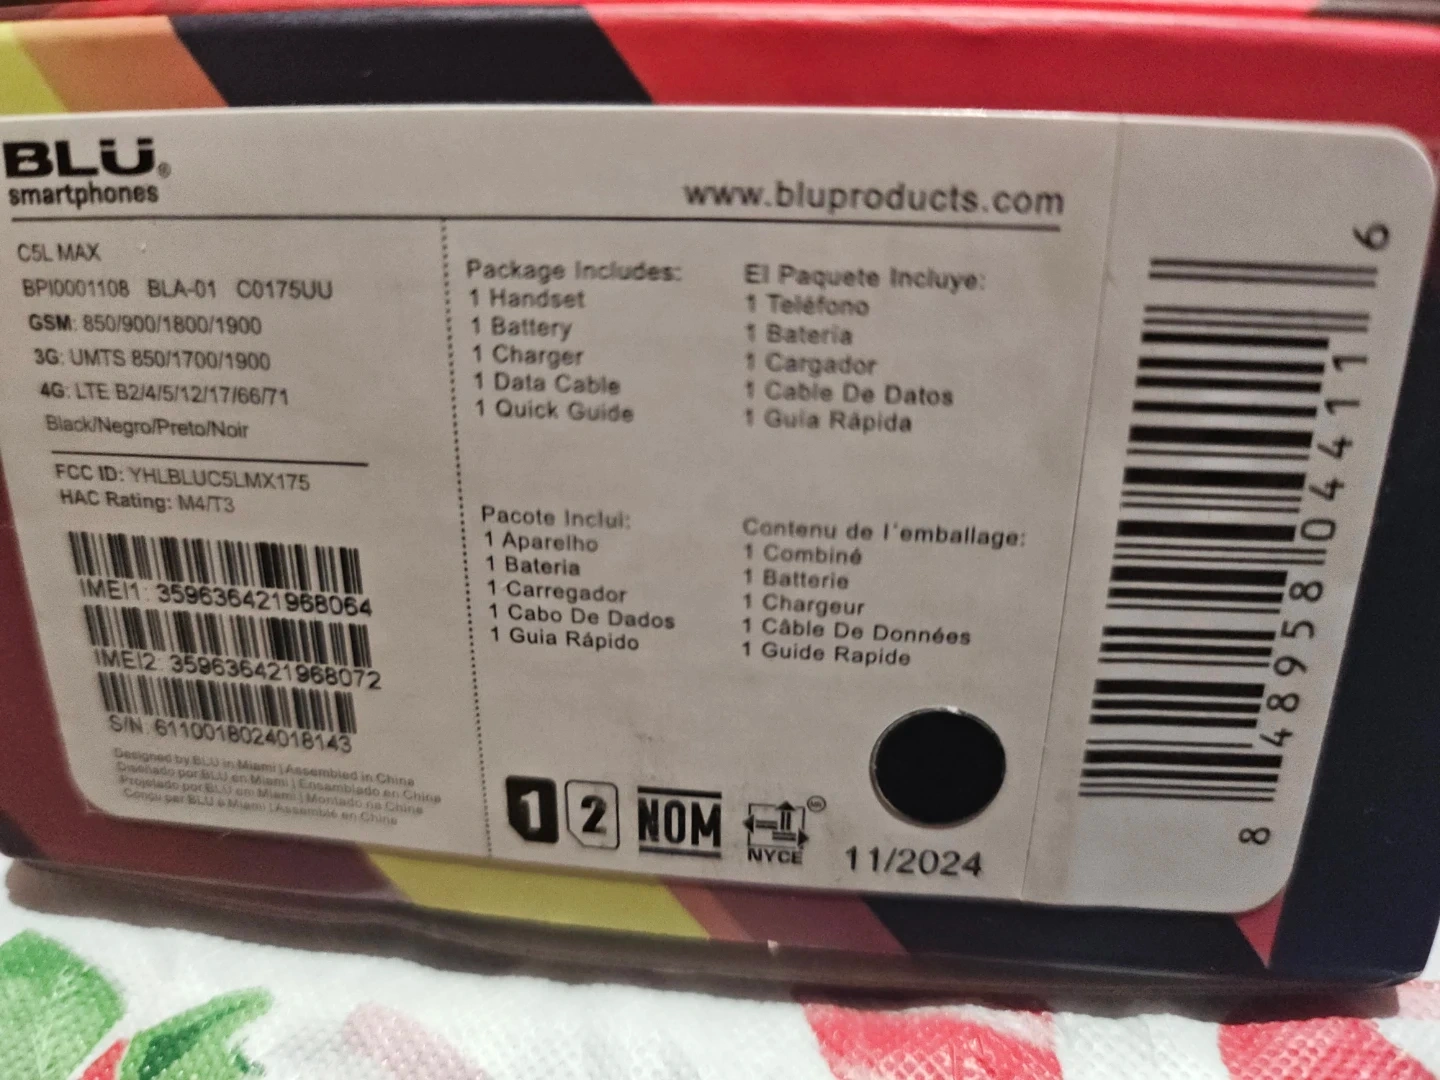 BLU®
smartphones
www.bluproducts.com
C5L MAX
BPI0001108 BLA-01 C0175UU
GSM: 850/900/1800/1900
3G: UMTS 850/1700/1900
4G: LTE B2/4/5/12/17/66/71
Black/Negro/Preto/Noir
FCC ID: YHLBLUC5LMX175
HAC Rating: M4/T3
IMEI1: 359636421968064
IMEI2: 359636421968072
S/N: 6110018024018143
Designed by BLU in Miami | Assembled in China
Diseñado por BLU en Miami | Ensamblado en China
Projetado por BLU em Miami | Montado na China
Conçu par BLU à Miami | Assemblé en Chine
Package Includes:
1 Handset
1 Battery
1 Charger
1 Data Cable
1 Quick Guide
El Paquete Incluye:
1 Teléfono
1 Batería
1 Cargador
1 Cable De Datos
1 Guía Rápida
Pacote Inclui:
1 Aparelho
1 Bateria
1 Carregador
1 Cabo De Dados
1 Guia Rápido
Contenu de l'emballage:
1 Combiné
1 Batterie
1 Chargeur
1 Câble De Données
1 Guide Rapide
1 2 NOM
NYCE
11/2024
8 48958 04411 6